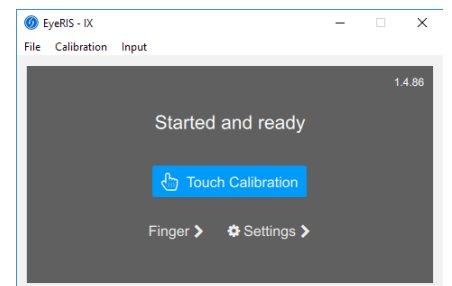 EyeRIS - IX
File Calibration Input
1.4.86
Started and ready
Touch Calibration
Finger Settings